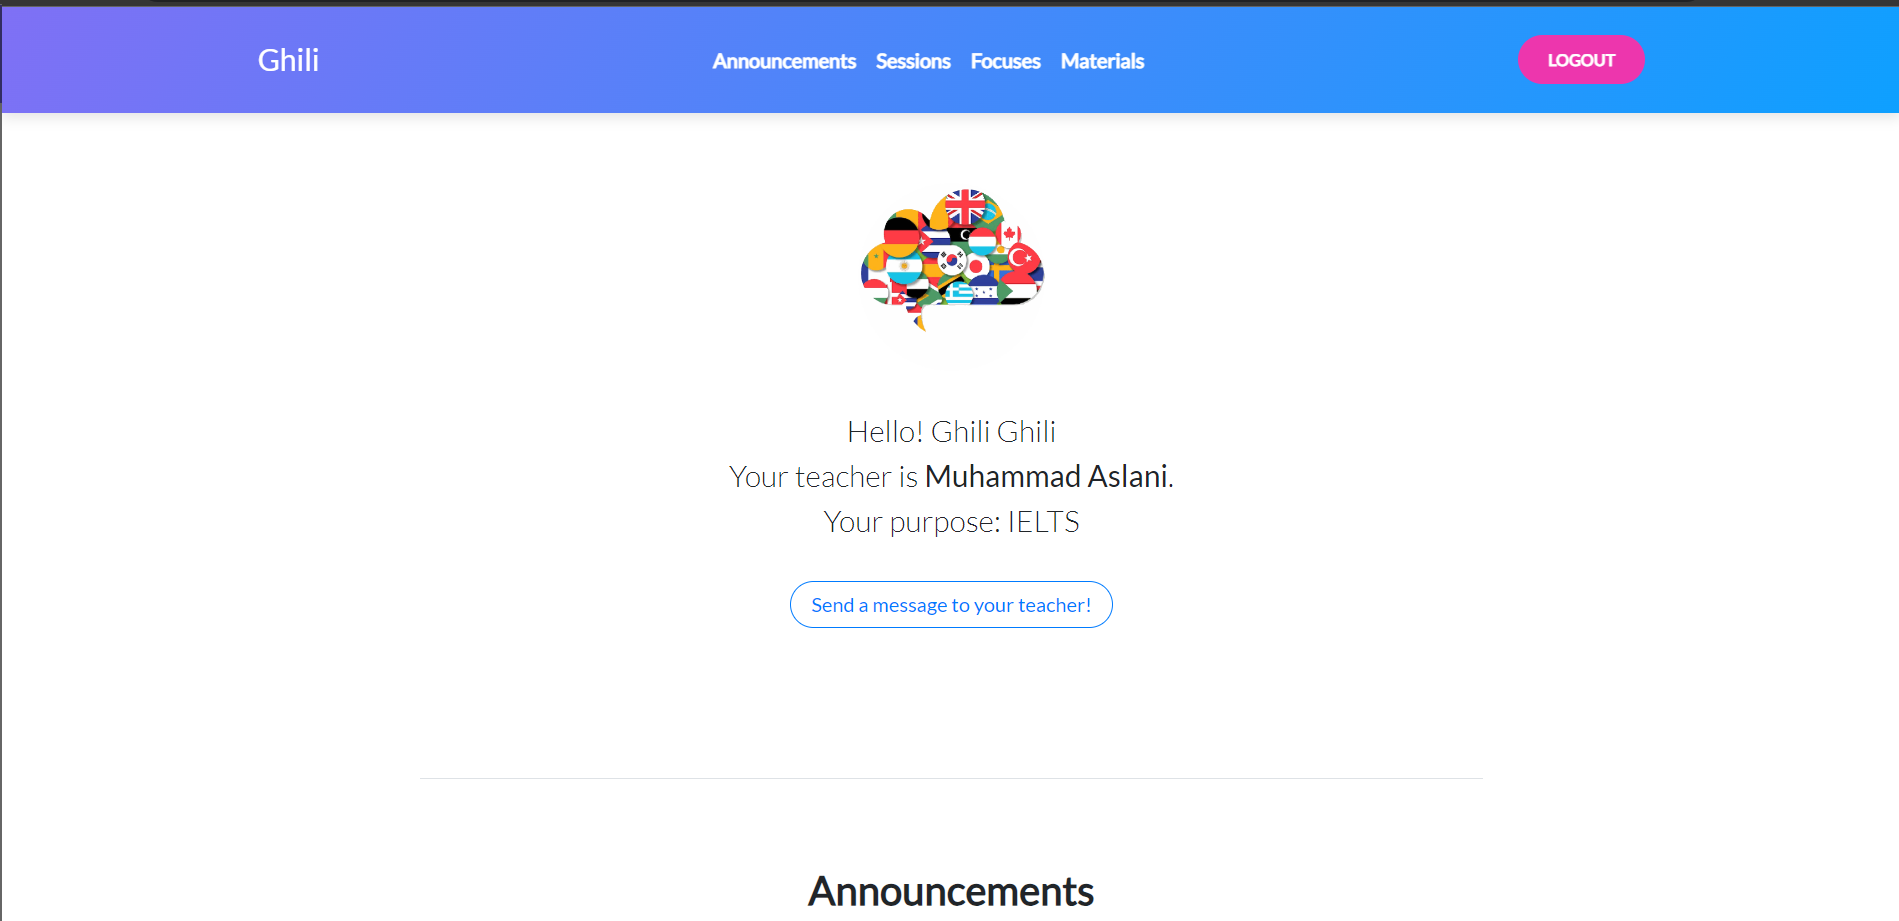 Ghili
Announcements Sessions Focuses Materials
LOGOUT
Hello! Ghili Ghili
Your teacher is Muhammad Aslani.
Your purpose: IELTS
Send a message to your teacher!
Announcements